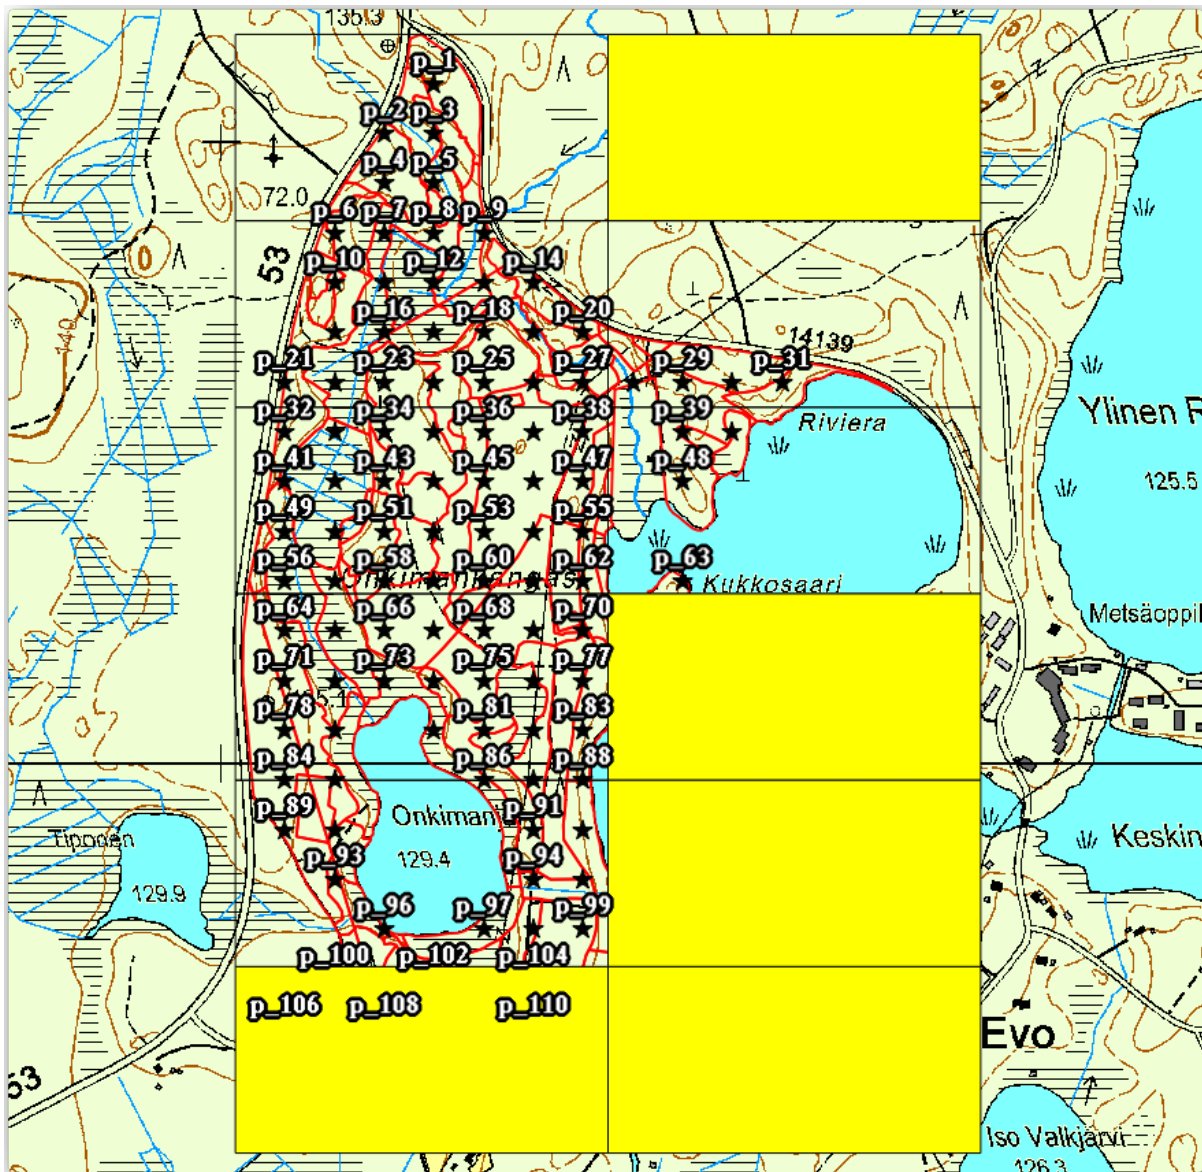 135.3
p_1
p_2 p_3
p_4 p_5
72.0
p_6 p_7 p_8 p_9
53
p_10 p_12 p_14
p_16 p_18 p_20
14139
p_21 p_23 p_25 p_27 p_29 p_31
p_32 p_34 p_36 p_38 p_39
Riviera
Ylinen R
p_41 p_43 p_45 p_47 p_48
125.5
p_49 p_51 p_53 p_55
p_56 p_58 p_60 p_62 p_63
Kukkosaari
p_64 p_66 p_68 p_70
Metsäoppil
p_71 p_73 p_75 p_77
p_78 p_81 p_83
p_84 p_86 p_88
p_89 p_91
Onkiman
Keskin
129.4
p_93 p_94
129.9
p_96 p_97 p_99
p_100 p_102 p_104
p_106 p_108 p_110
Evo
53
Iso Valkjärvi
126.3